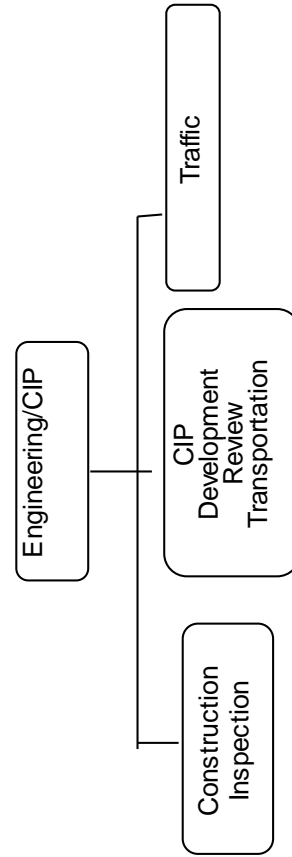 Engineering/CIP
Construction
Inspection
CIP
Development
Review
Transportation
Traffic